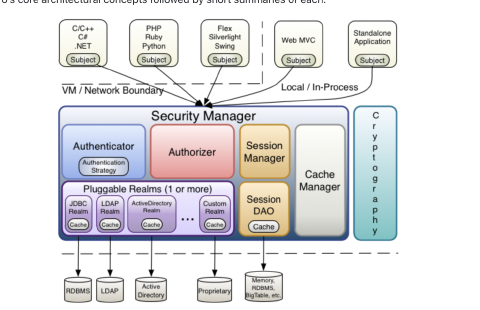 o's core architectural concepts followed by short summaries of each:
C/C++
C#
.NET
Subject
PHP
Ruby
Python
Subject
Flex
Silverlight
Swing
Subject
Web MVC
Subject
Standalone
Application
Subject
VM / Network Boundary
Local / In-Process
Security Manager
Authenticator
Authentication
Strategy
Authorizer
Session
Manager
Cache
Manager
Cryptography
Pluggable Realms (1 or more)
JDBC
Realm
Cache
LDAP
Realm
Cache
ActiveDirectory
Realm
Cache
...
Custom
Realm
Cache
Session
DAO
Cache
RDBMS
LDAP
Active
Directory
Proprietary
Memory,
RDBMS,
BigTable, etc.